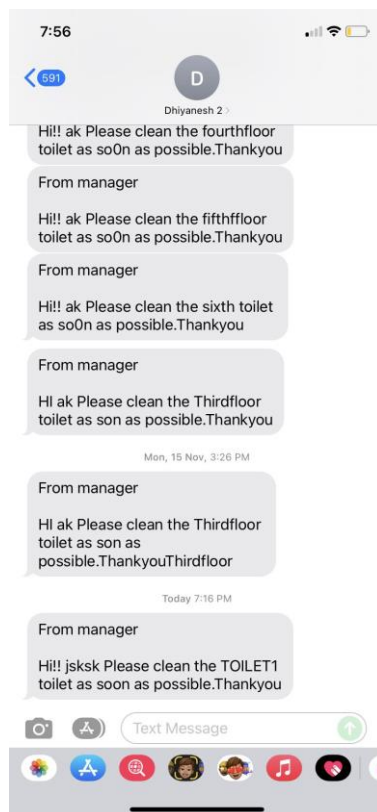 7:56
591
D
Dhiyanesh 2
Hi!! ak Please clean the fourthfloor
toilet as so0n as possible.Thankyou
From manager
Hi!! ak Please clean the fifthffloor
toilet as so0n as possible.Thankyou
From manager
Hi!! ak Please clean the sixth toilet
as so0n as possible.Thankyou
From manager
HI ak Please clean the Thirdfloor
toilet as son as possible.Thankyou
Mon, 15 Nov, 3:26 PM
From manager
HI ak Please clean the Thirdfloor
toilet as son as
possible.ThankyouThirdfloor
Today 7:16 PM
From manager
Hi!! jsksk Please clean the TOILET1
toilet as soon as possible.Thankyou
Text Message